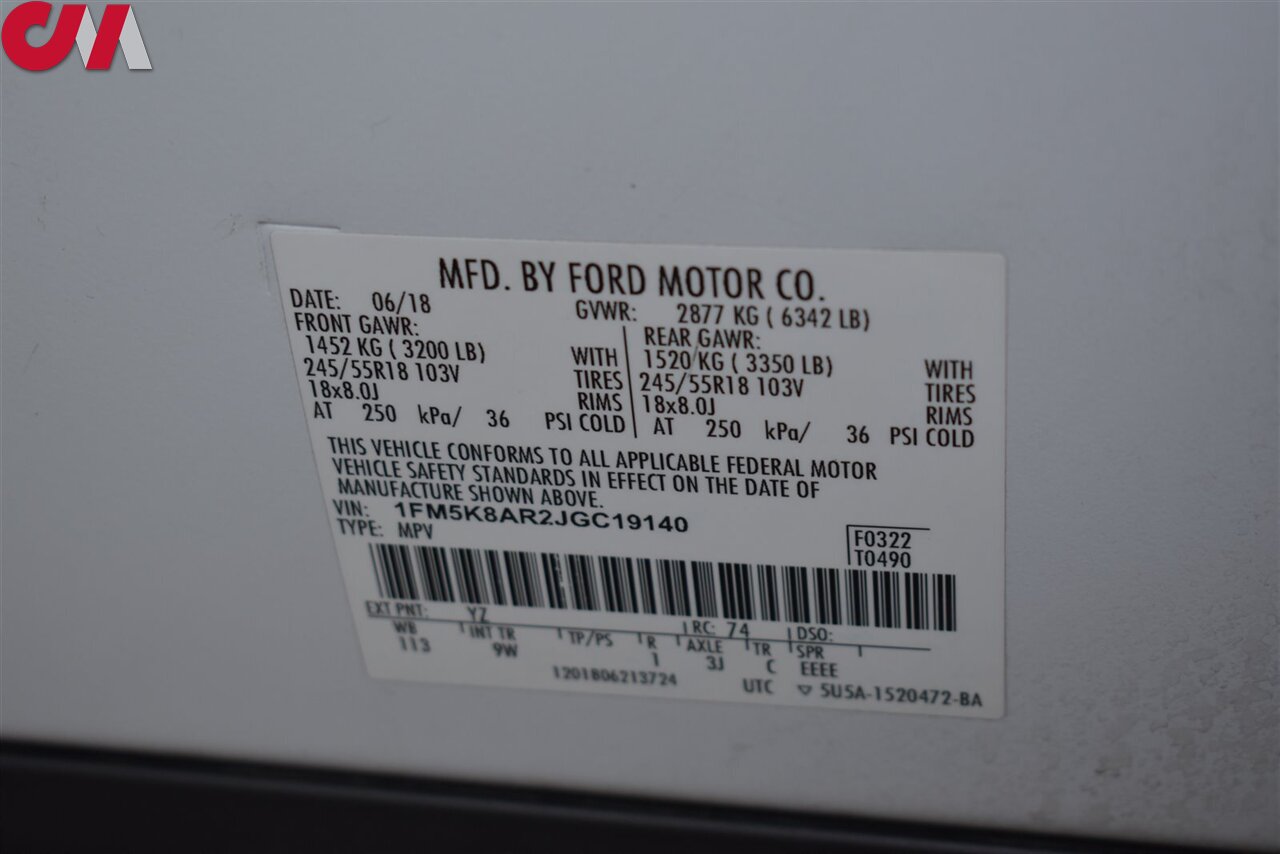 CM
MFD. BY FORD MOTOR CO.
DATE: 06/18 GVWR: 2877 KG ( 6342 LB)
FRONT GAWR:
1452 KG ( 3200 LB) WITH
245/55R18 103V TIRES
18x8.0J RIMS
AT 250 kPa/ 36 PSI COLD
REAR GAWR:
1520 KG ( 3350 LB) WITH
245/55R18 103V TIRES
18x8.0J RIMS
AT 250 kPa/ 36 PSI COLD
THIS VEHICLE CONFORMS TO ALL APPLICABLE FEDERAL MOTOR
VEHICLE SAFETY STANDARDS IN EFFECT ON THE DATE OF
MANUFACTURE SHOWN ABOVE.
VIN: 1FM5K8AR2JGC19140
TYPE: MPV
F0322
T0490
EXT PNT: YZ RC: 74 DSO:
WB INT TR TP/PS R AXLE TR SPR
113 9W 1 3J C EEEE
1201806213724 UTC ▽ 5U5A-1520472-BA